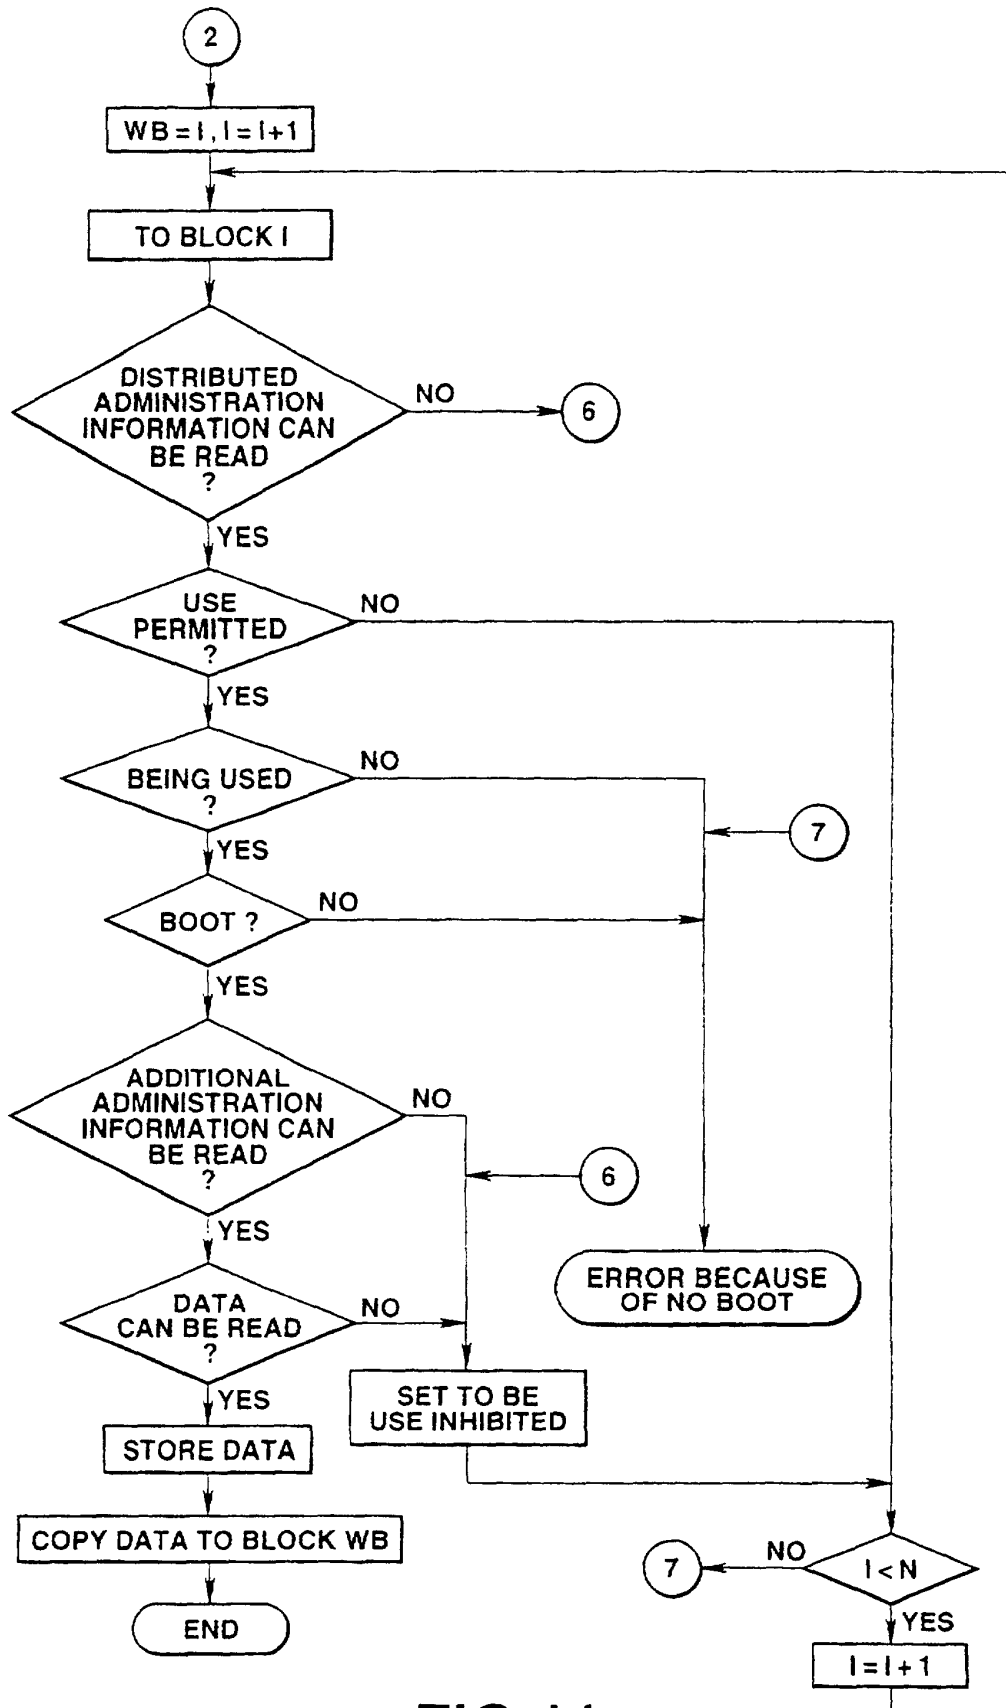 2
WB = I, I = I+1
TO BLOCK I
DISTRIBUTED
ADMINISTRATION
INFORMATION CAN
BE READ
?
NO
6
YES
USE
PERMITTED
?
NO
YES
BEING USED
?
NO
7
YES
BOOT ?
NO
YES
ADDITIONAL
ADMINISTRATION
INFORMATION CAN
BE READ
?
NO
6
YES
ERROR BECAUSE
OF NO BOOT
DATA
CAN BE READ
?
NO
YES
SET TO BE
USE INHIBITED
STORE DATA
COPY DATA TO BLOCK WB
END
I < N
NO
7
YES
I = I + 1